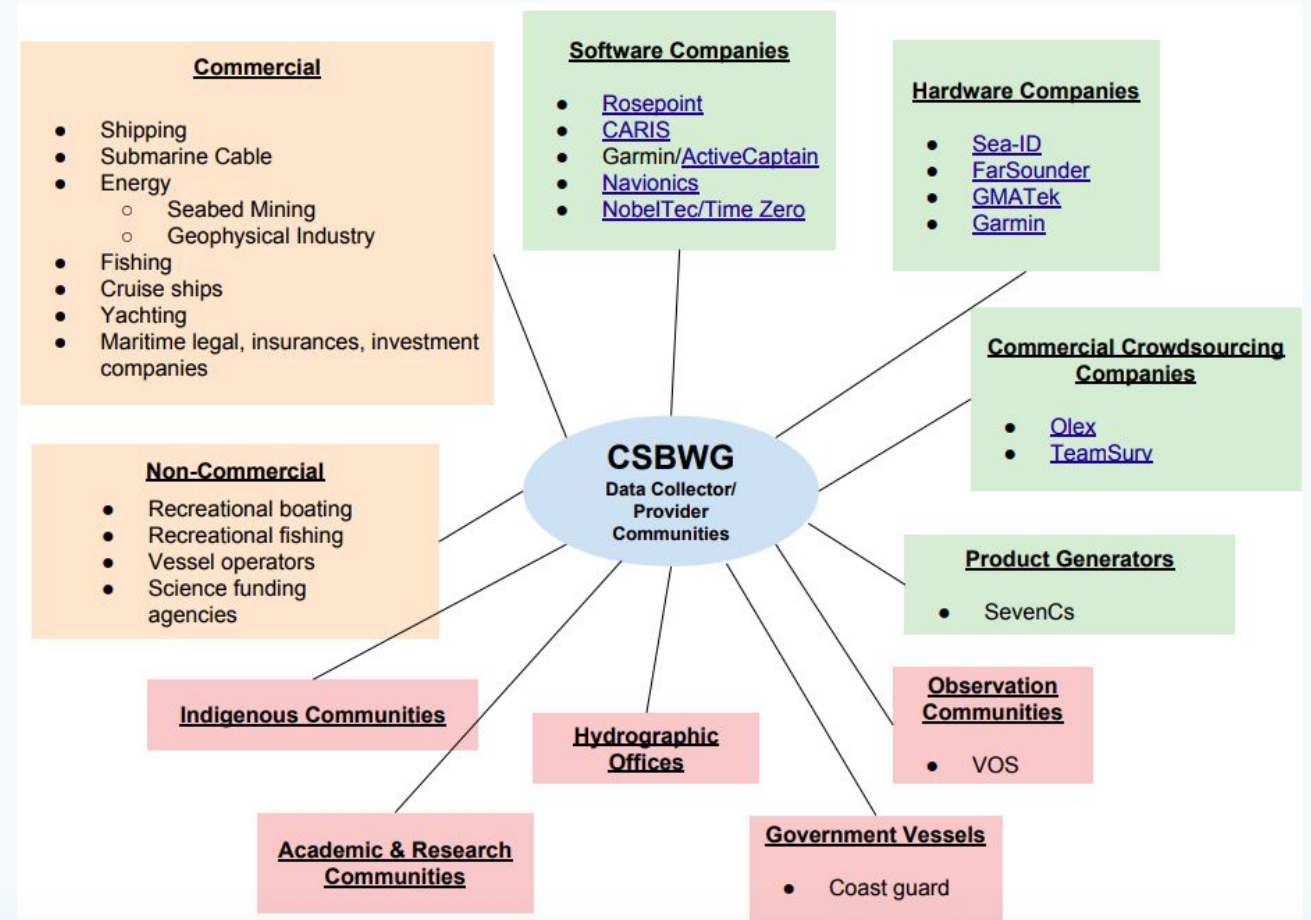 Commercial
● Shipping
● Submarine Cable
● Energy
○ Seabed Mining
○ Geophysical Industry
● Fishing
● Cruise ships
● Yachting
● Maritime legal, insurances, investment
companies
Software Companies
● Rosepoint
● CARIS
● Garmin/ActiveCaptain
● Navionics
● NobelTec/Time Zero
Hardware Companies
● Sea-ID
● FarSounder
● GMATek
● Garmin
Commercial Crowdsourcing
Companies
● Olex
● TeamSurv
CSBWG
Data Collector/
Provider
Communities
Non-Commercial
● Recreational boating
● Recreational fishing
● Vessel operators
● Science funding
agencies
Product Generators
● SevenCs
Indigenous Communities
Hydrographic
Offices
Observation
Communities
● VOS
Academic & Research
Communities
Government Vessels
● Coast guard